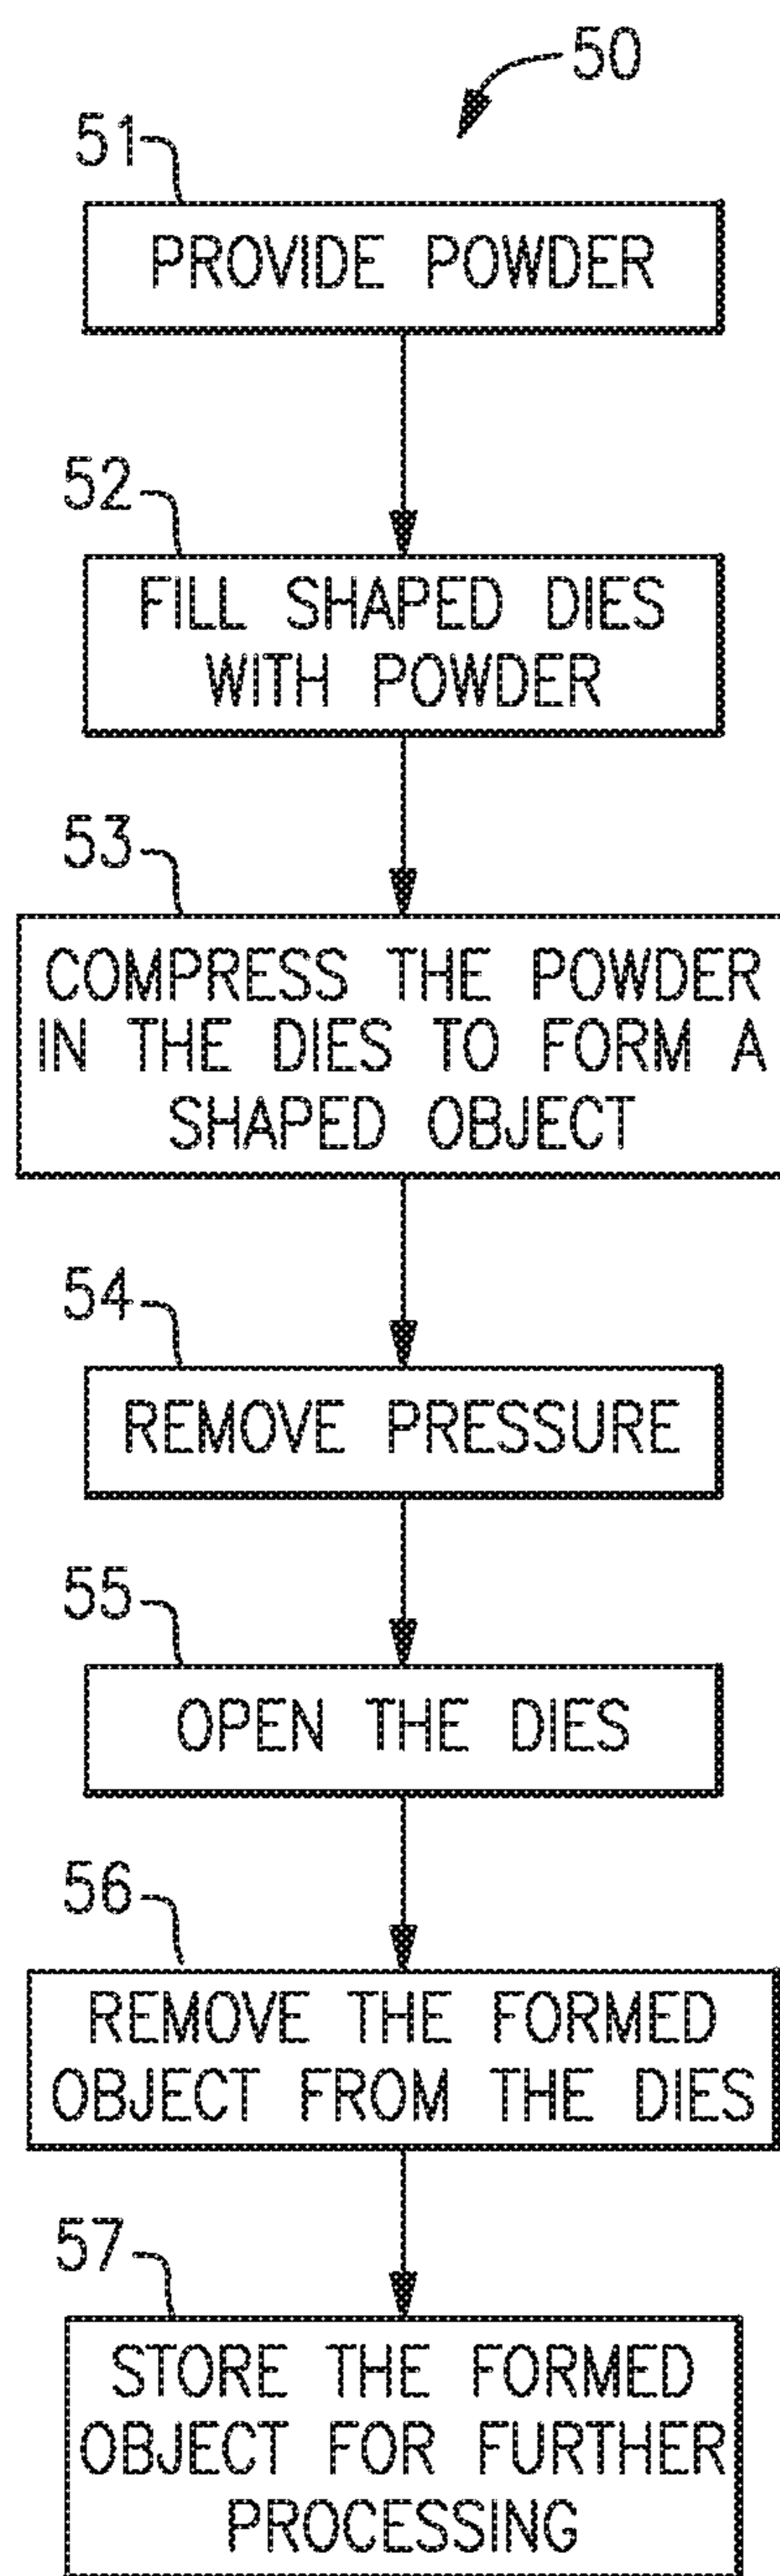 50
51
PROVIDE POWDER
52
FILL SHAPED DIES
WITH POWDER
53
COMPRESS THE POWDER
IN THE DIES TO FORM A
SHAPED OBJECT
54
REMOVE PRESSURE
55
OPEN THE DIES
56
REMOVE THE FORMED
OBJECT FROM THE DIES
57
STORE THE FORMED
OBJECT FOR FURTHER
PROCESSING